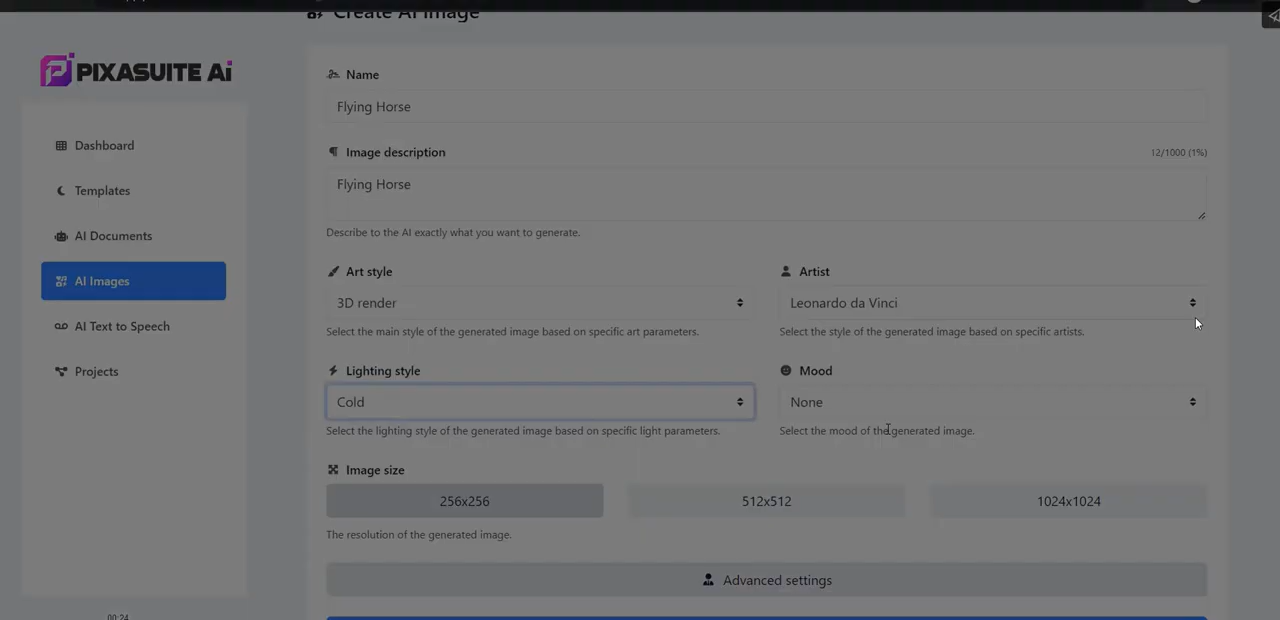 Create AI Image
PIXASUITE Ai
Name
Flying Horse
Dashboard
Image description
12/1000 (1%)
Templates
Flying Horse
AI Documents
Describe to the AI exactly what you want to generate.
AI Images
Art style
Artist
3D render
Leonardo da Vinci
AI Text to Speech
Select the main style of the generated image based on specific art parameters.
Select the style of the generated image based on specific artists.
Projects
Lighting style
Mood
Cold
None
Select the lighting style of the generated image based on specific light parameters.
Select the mood of the generated image.
Image size
256x256
512x512
1024x1024
The resolution of the generated image.
Advanced settings
00:24